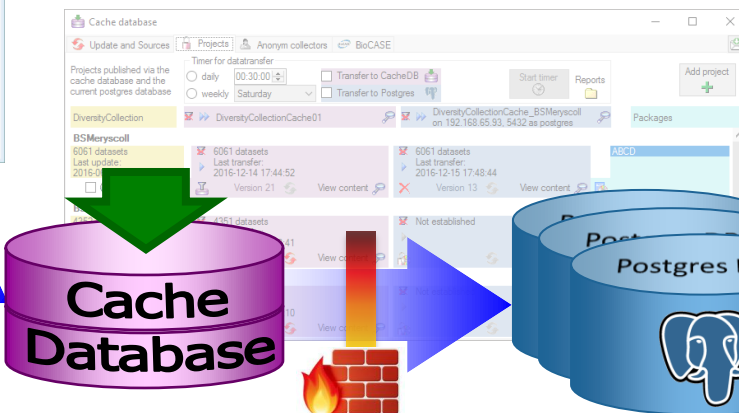 Cache database
Update and Sources Projects Anonym collectors BioCASE
Projects published via the cache database and the current postgres database
Timer for datatransfer
daily 00:30:00 Transfer to CacheDB
weekly Saturday Transfer to Postgres
Start timer
Reports
Add project
DiversityCollection
DiversityCollectionCache01
DiversityCollectionCache_BSMeryscoll
on 192.168.65.93, 5432 as postgres
Packages
BSMeryscoll
6061 datasets
Last update:
6061 datasets
Last transfer:
2016-12-14 17:44:52
Version 21 View content
6061 datasets
Last transfer:
2016-12-15 17:48:44
Version 13 View content
ABCD
4351 datasets
Not established
Cache
Database
Postgres